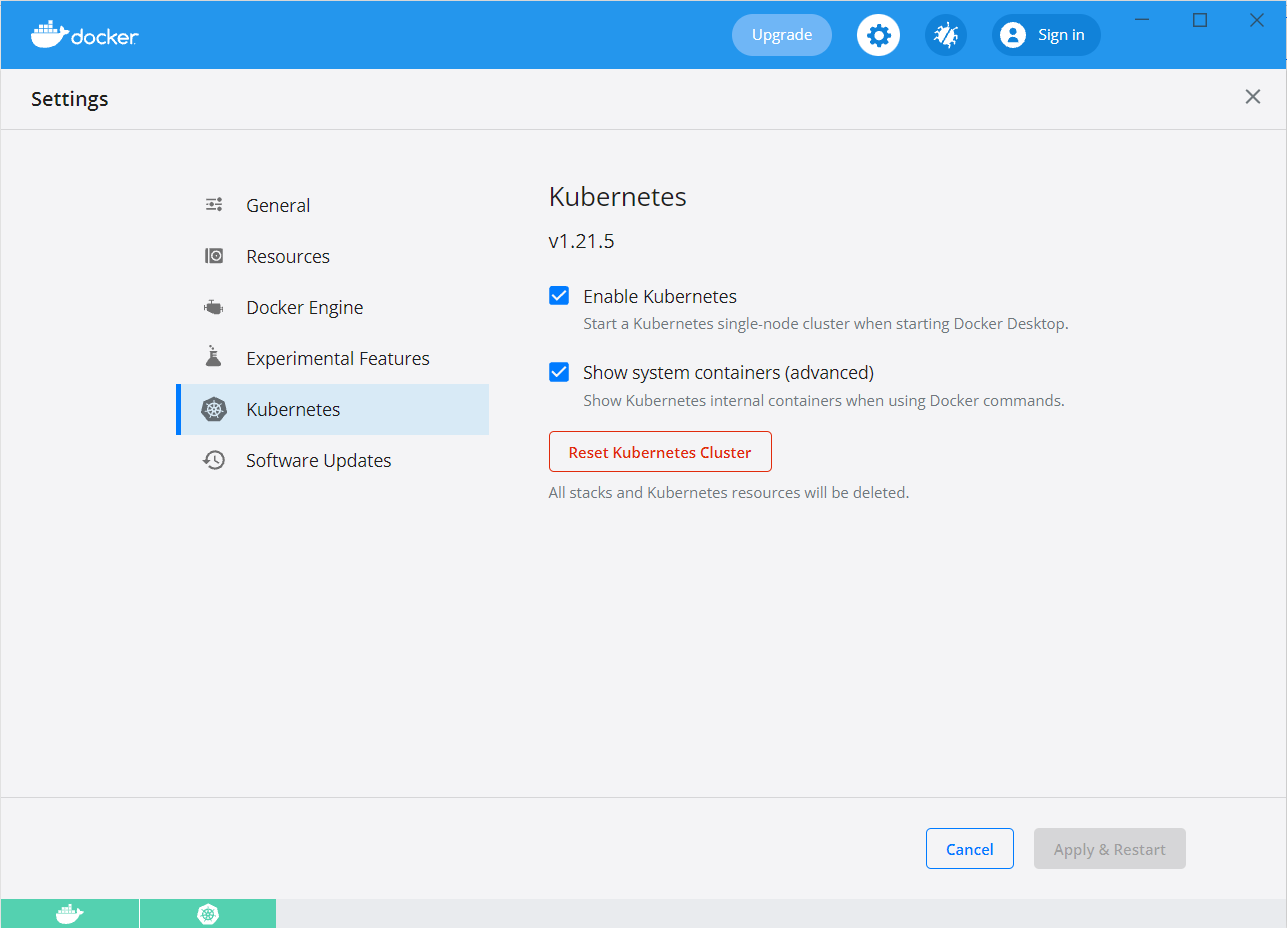 docker
Upgrade
Sign in
Settings
General
Resources
Docker Engine
Experimental Features
Kubernetes
Software Updates
Kubernetes
v1.21.5
Enable Kubernetes
Start a Kubernetes single-node cluster when starting Docker Desktop.
Show system containers (advanced)
Show Kubernetes internal containers when using Docker commands.
Reset Kubernetes Cluster
All stacks and Kubernetes resources will be deleted.
Cancel
Apply & Restart